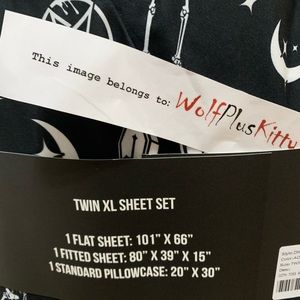 This image belongs to: WolfPlusKitty
TWIN XL SHEET SET
1 FLAT SHEET: 101" X 66"
1 FITTED SHEET: 80" X 39" X 15"
1 STANDARD PILLOWCASE: 20" X 30"